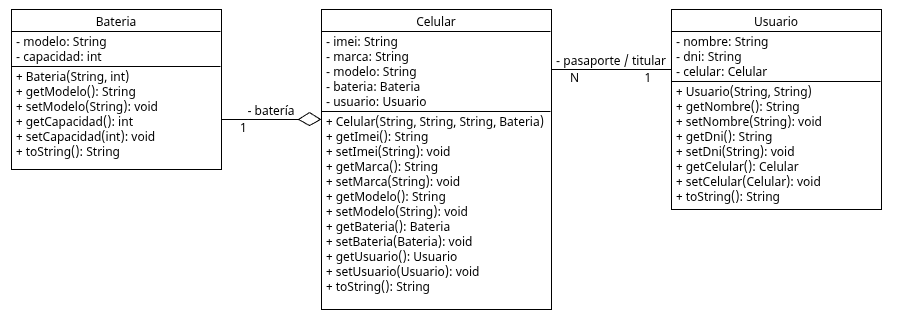 Bateria
- modelo: String
- capacidad: int
+ Bateria(String, int)
+ getModelo(): String
+ setModelo(String): void
+ getCapacidad(): int
+ setCapacidad(int): void
+ toString(): String
- batería
1
Celular
- imei: String
- marca: String
- modelo: String
- bateria: Bateria
- usuario: Usuario
+ Celular(String, String, String, Bateria)
+ getImei(): String
+ setImei(String): void
+ getMarca(): String
+ setMarca(String): void
+ getModelo(): String
+ setModelo(String): void
+ getBateria(): Bateria
+ setBateria(Bateria): void
+ getUsuario(): Usuario
+ setUsuario(Usuario): void
+ toString(): String
- pasaporte / titular
N 1
Usuario
- nombre: String
- dni: String
- celular: Celular
+ Usuario(String, String)
+ getNombre(): String
+ setNombre(String): void
+ getDni(): String
+ setDni(String): void
+ getCelular(): Celular
+ setCelular(Celular): void
+ toString(): String